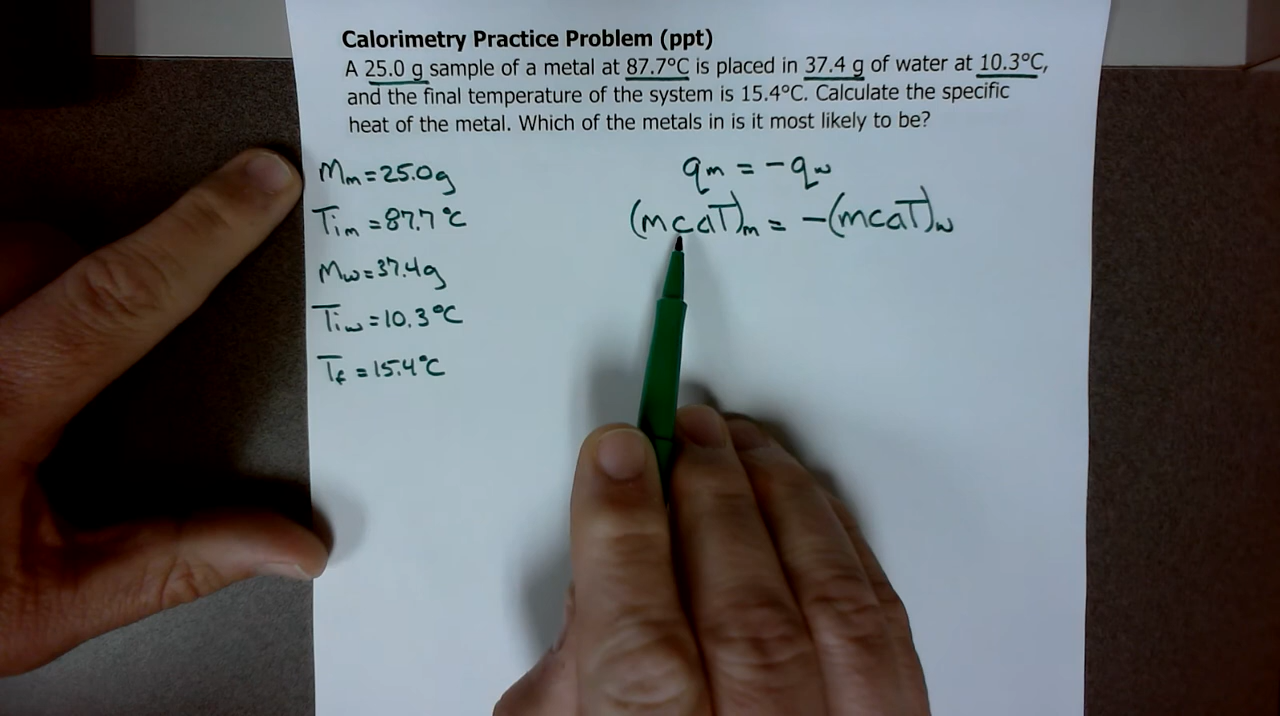 Calorimetry Practice Problem (ppt)
A 25.0 g sample of a metal at 87.7°C is placed in 37.4 g of water at 10.3°C,
and the final temperature of the system is 15.4°C. Calculate the specific
heat of the metal. Which of the metals in is it most likely to be?
Mm = 25.0g
Tim = 87.7°C
Mw = 37.4g
Tiw = 10.3°C
Tf = 15.4°C
qm = -qw
(mcΔT)m = -(mcΔT)w